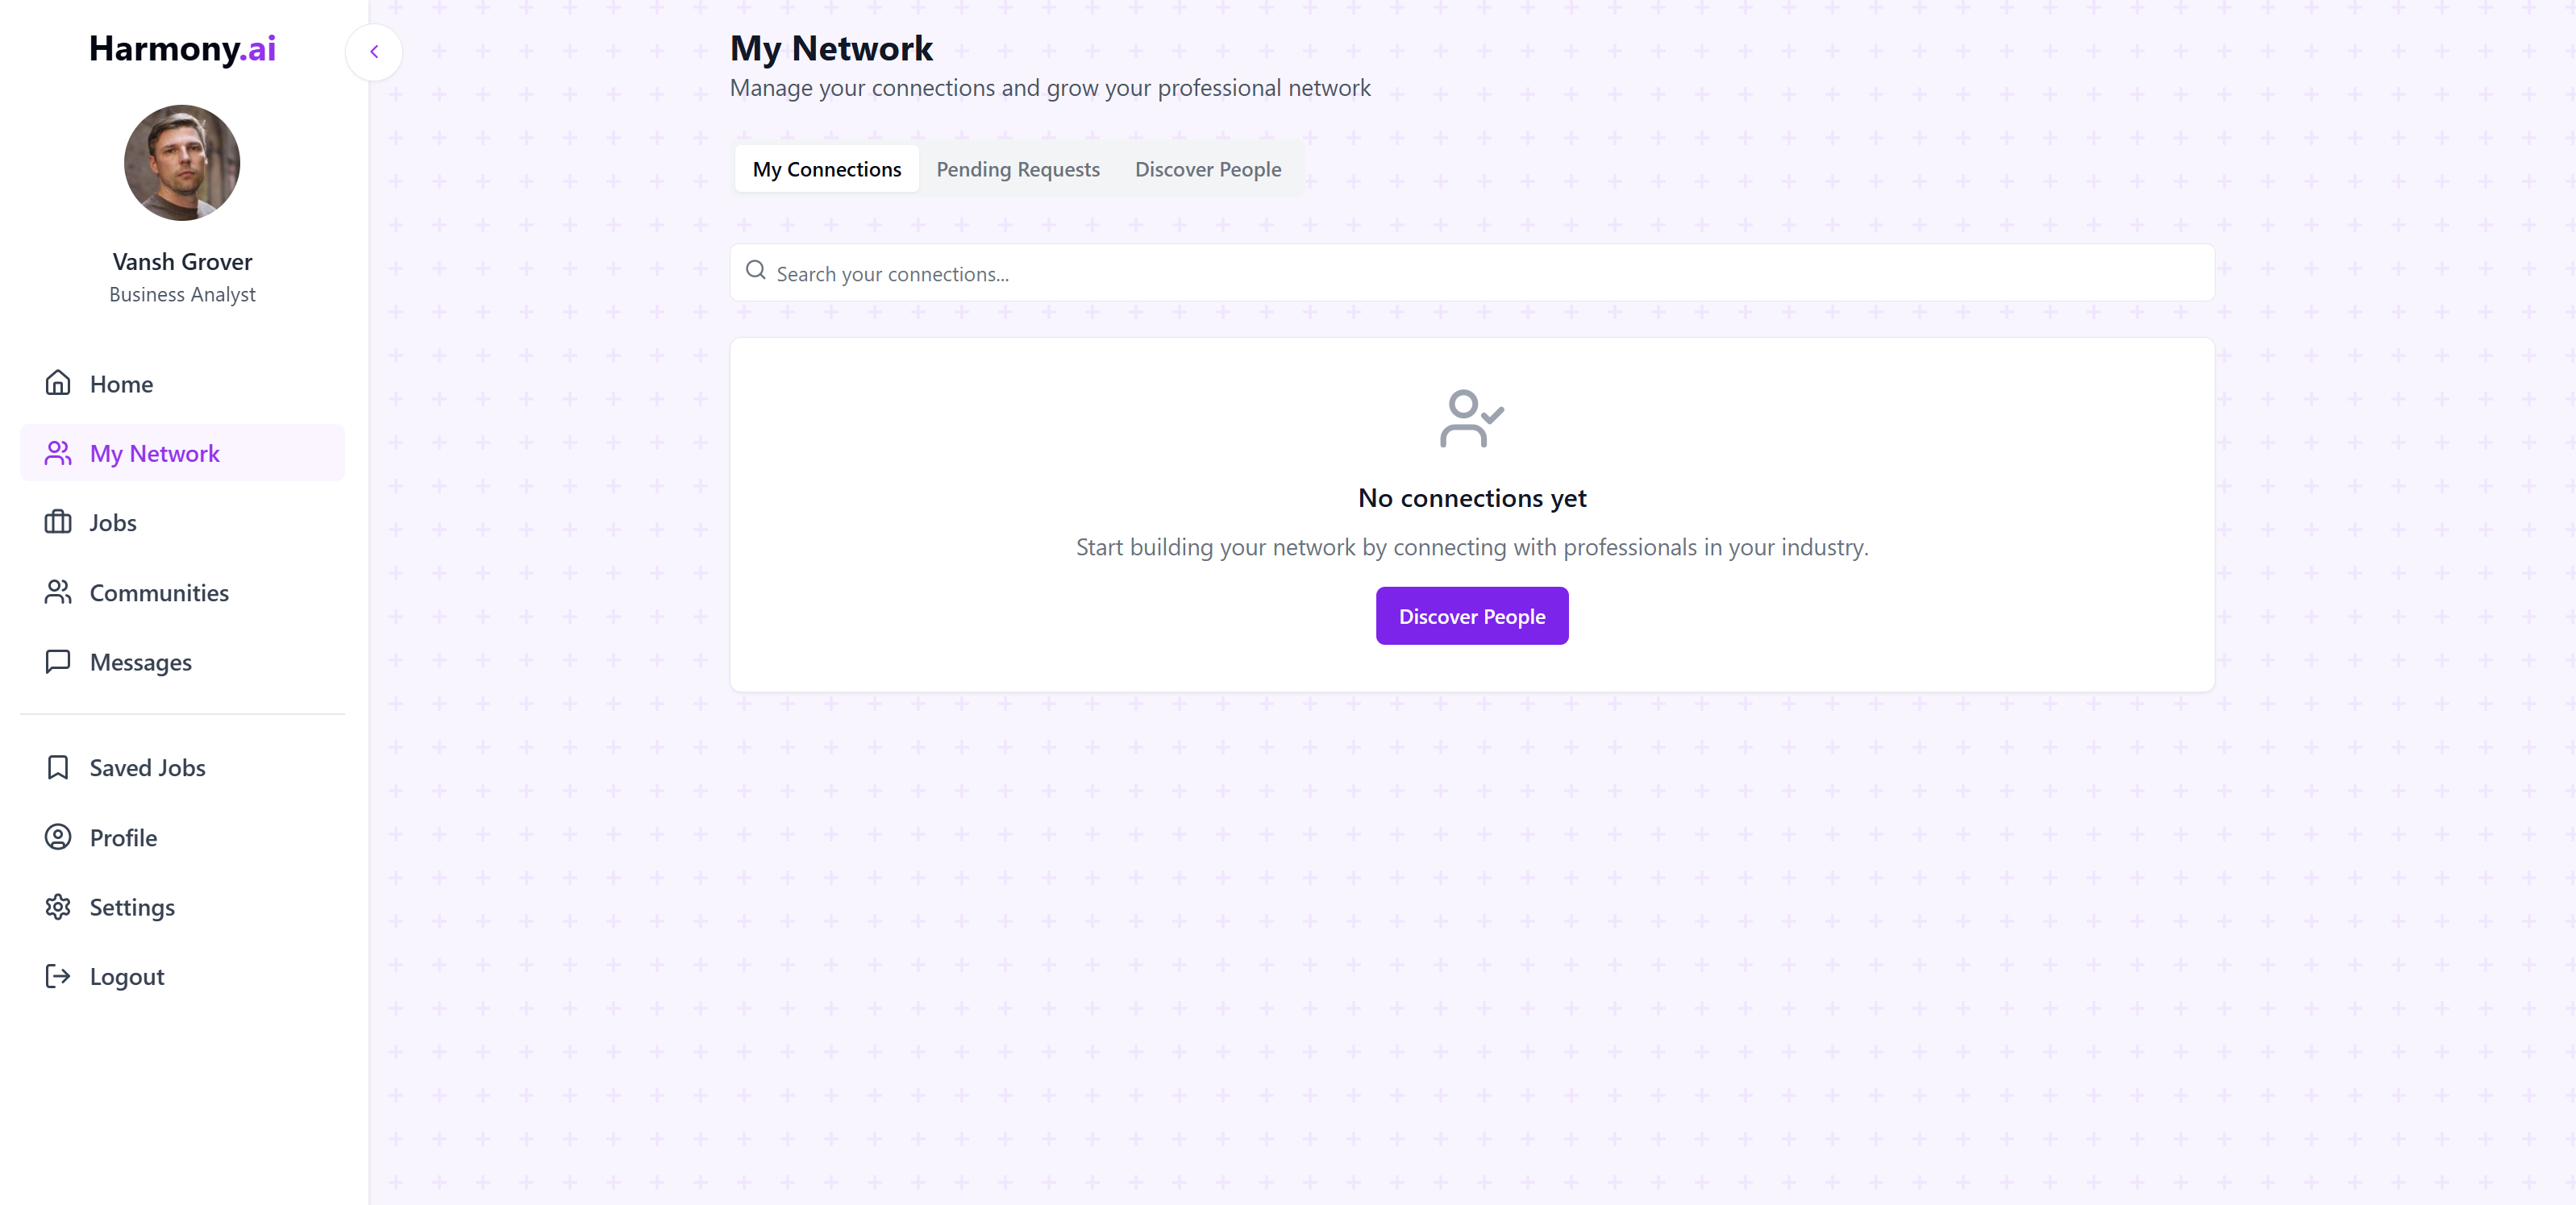 Harmony.ai
Vansh Grover
Business Analyst
Home
My Network
Jobs
Communities
Messages
Saved Jobs
Profile
Settings
Logout
My Network
Manage your connections and grow your professional network
My Connections Pending Requests Discover People
Search your connections...
No connections yet
Start building your network by connecting with professionals in your industry.
Discover People